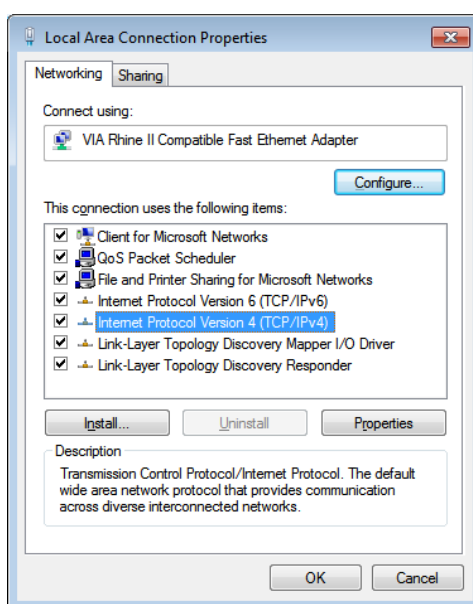 Local Area Connection Properties
Networking
Sharing
Connect using:
VIA Rhine II Compatible Fast Ethernet Adapter
Configure...
This connection uses the following items:
Client for Microsoft Networks
QoS Packet Scheduler
File and Printer Sharing for Microsoft Networks
Internet Protocol Version 6 (TCP/IPv6)
Internet Protocol Version 4 (TCP/IPv4)
Link-Layer Topology Discovery Mapper I/O Driver
Link-Layer Topology Discovery Responder
Install...
Uninstall
Properties
Description
Transmission Control Protocol/Internet Protocol. The default
wide area network protocol that provides communication
across diverse interconnected networks.
OK
Cancel